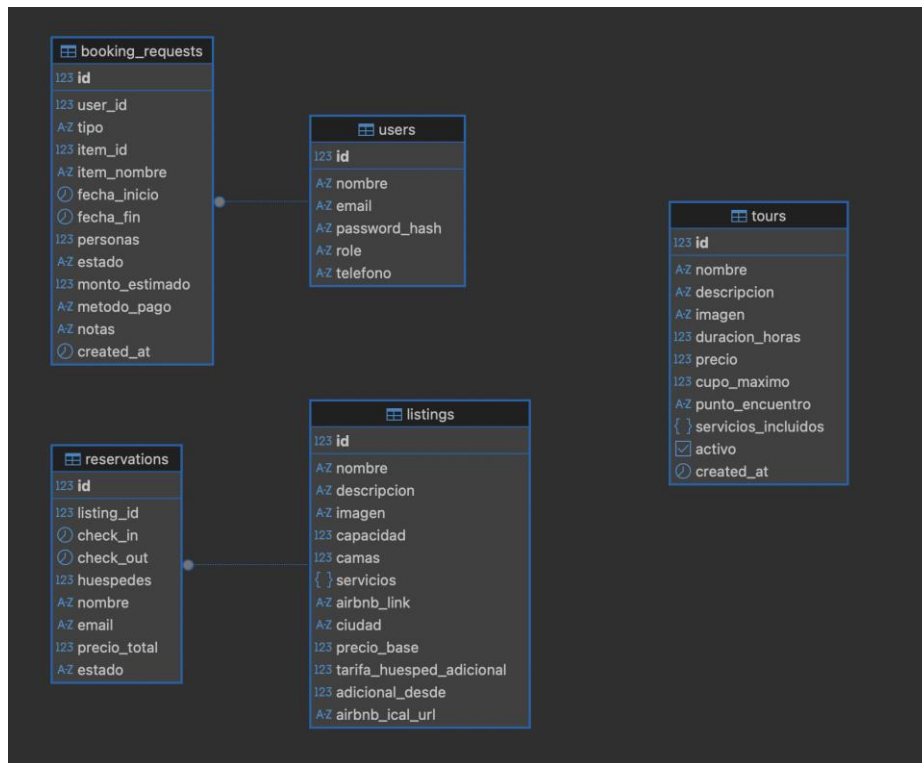 booking_requests
123 id
123 user_id
A-Z tipo
123 item_id
A-Z item_nombre
fecha_inicio
fecha_fin
123 personas
A-Z estado
123 monto_estimado
A-Z metodo_pago
A-Z notas
created_at
users
123 id
A-Z nombre
A-Z email
A-Z password_hash
A-Z role
A-Z telefono
tours
123 id
A-Z nombre
A-Z descripcion
A-Z imagen
123 duracion_horas
123 precio
123 cupo_maximo
A-Z punto_encuentro
{ } servicios_incluidos
activo
created_at
reservations
123 id
123 listing_id
check_in
check_out
123 huespedes
A-Z nombre
A-Z email
123 precio_total
A-Z estado
listings
123 id
A-Z nombre
A-Z descripcion
A-Z imagen
123 capacidad
123 camas
{ } servicios
A-Z airbnb_link
A-Z ciudad
123 precio_base
123 tarifa_huesped_adicional
123 adicional_desde
A-Z airbnb_ical_url